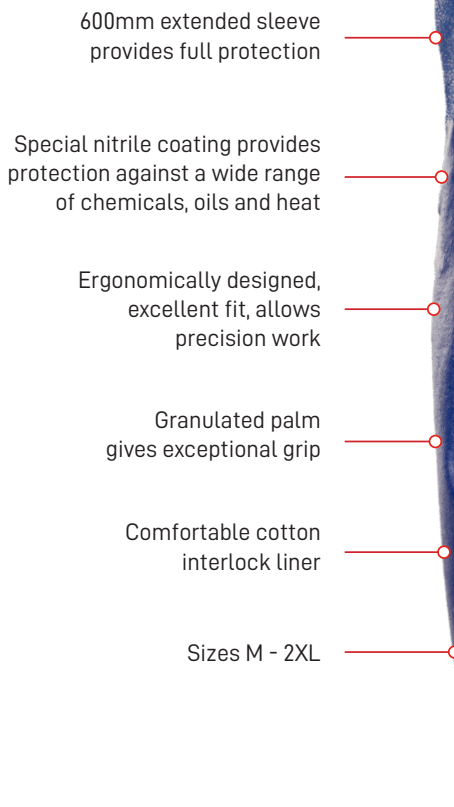 600mm extended sleeve
provides full protection
Special nitrile coating provides
protection against a wide range
of chemicals, oils and heat
Ergonomically designed,
excellent fit, allows
precision work
Granulated palm
gives exceptional grip
Comfortable cotton
interlock liner
Sizes M - 2XL